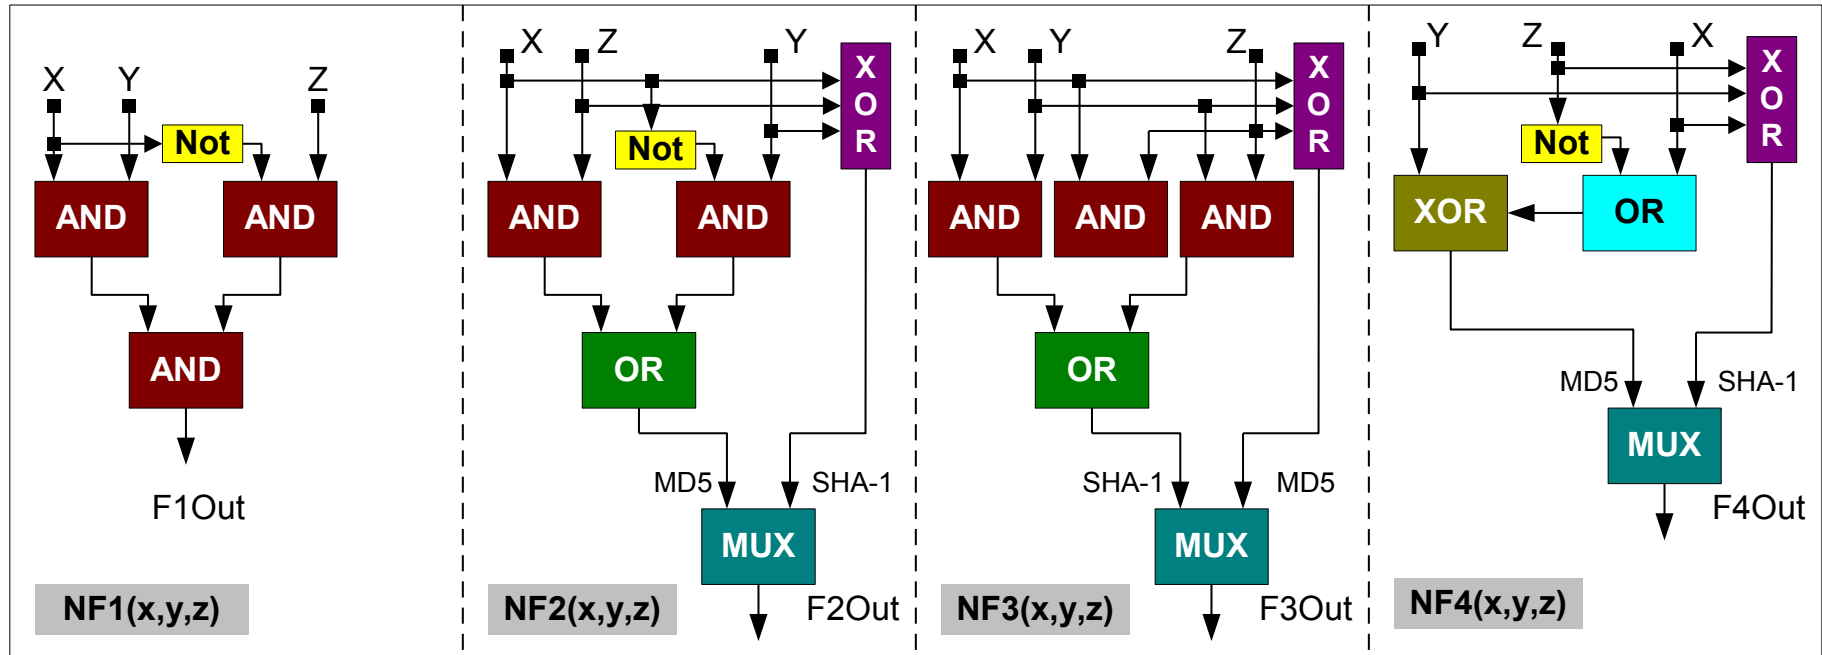 X Y Z
Not
AND AND
AND
F1Out
NF1(x,y,z)
X Z Y
XOR
Not
AND AND
OR
MD5 SHA-1
MUX
F2Out
NF2(x,y,z)
X Y Z
XOR
AND AND AND
OR
SHA-1 MD5
MUX
F3Out
NF3(x,y,z)
Y Z X
XOR
Not
XOR OR
MD5 SHA-1
MUX
F4Out
NF4(x,y,z)